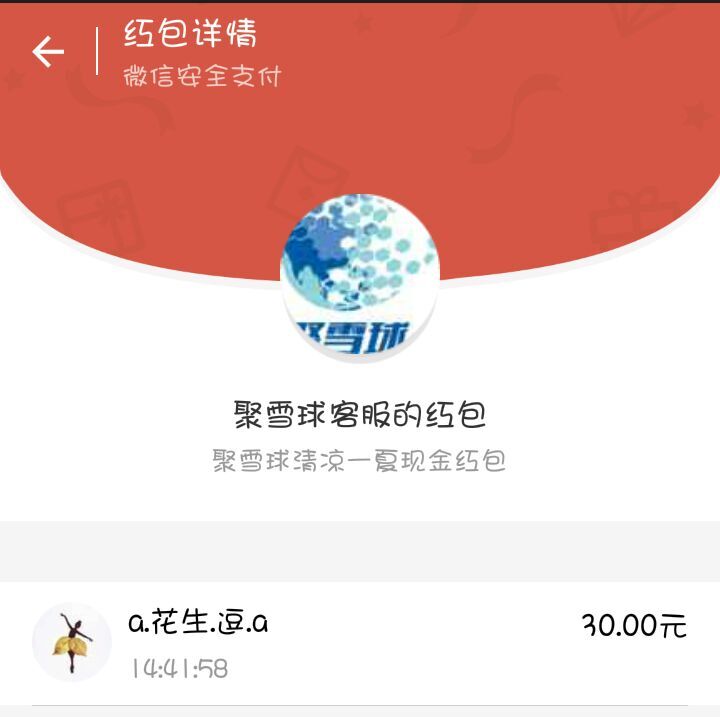 红包详情
微信安全支付
聚雪球
聚雪球客服的红包
聚雪球清凉一夏现金红包
a.花生.逗.a
30.00元
14:41:58